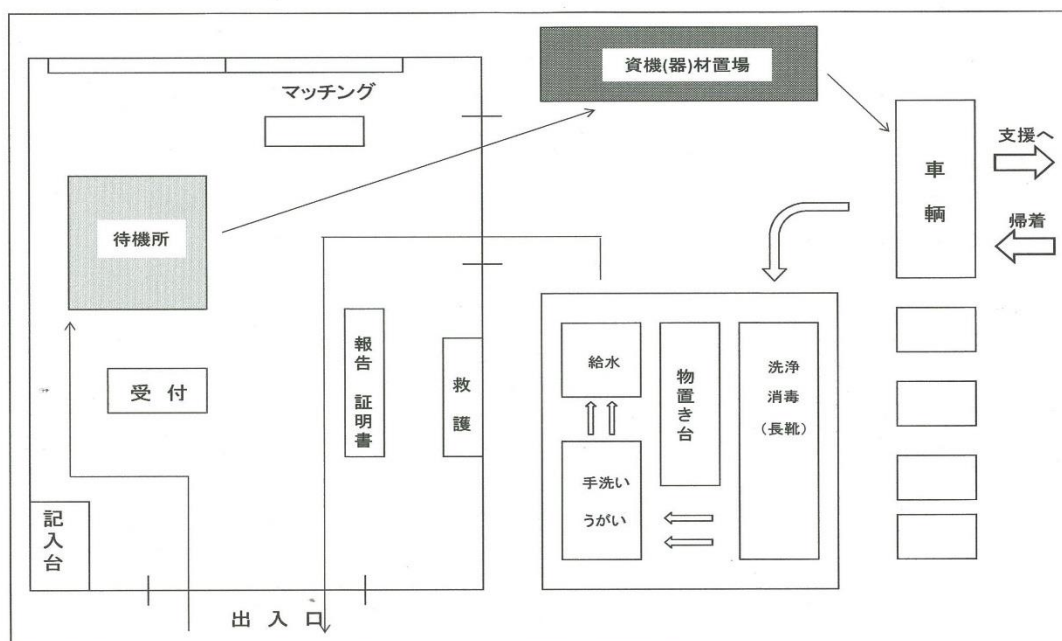 資機(器)材置場
マッチング
支援へ
車輌
帰着
待機所
給水
物置き台
洗浄
消毒
(長靴)
報告 証明書
救護
受付
手洗い
うがい
記入台
出入口